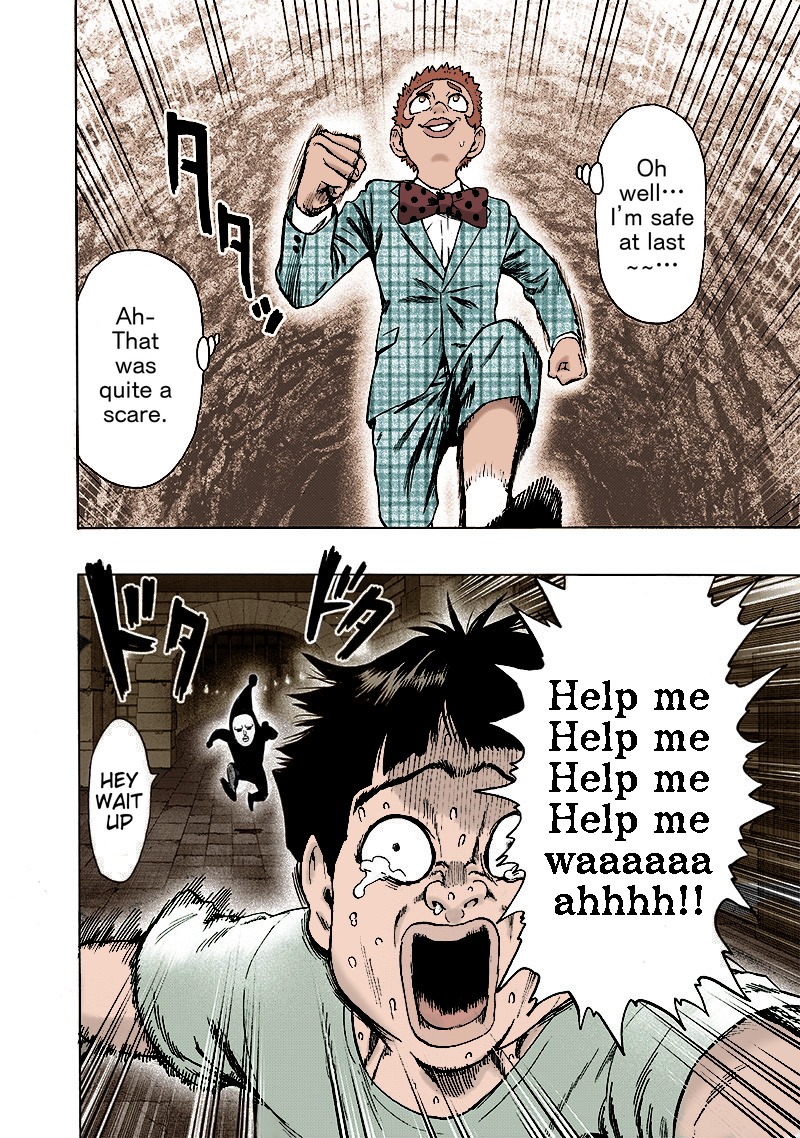 Oh
well…
I'm safe
at last
~~…
タタタッ
Ah-
That
was
quite a
scare.
ドタ
ドタ
HEY
WAIT
UP
Help me
Help me
Help me
Help me
waaaaaa
ahhhh!!